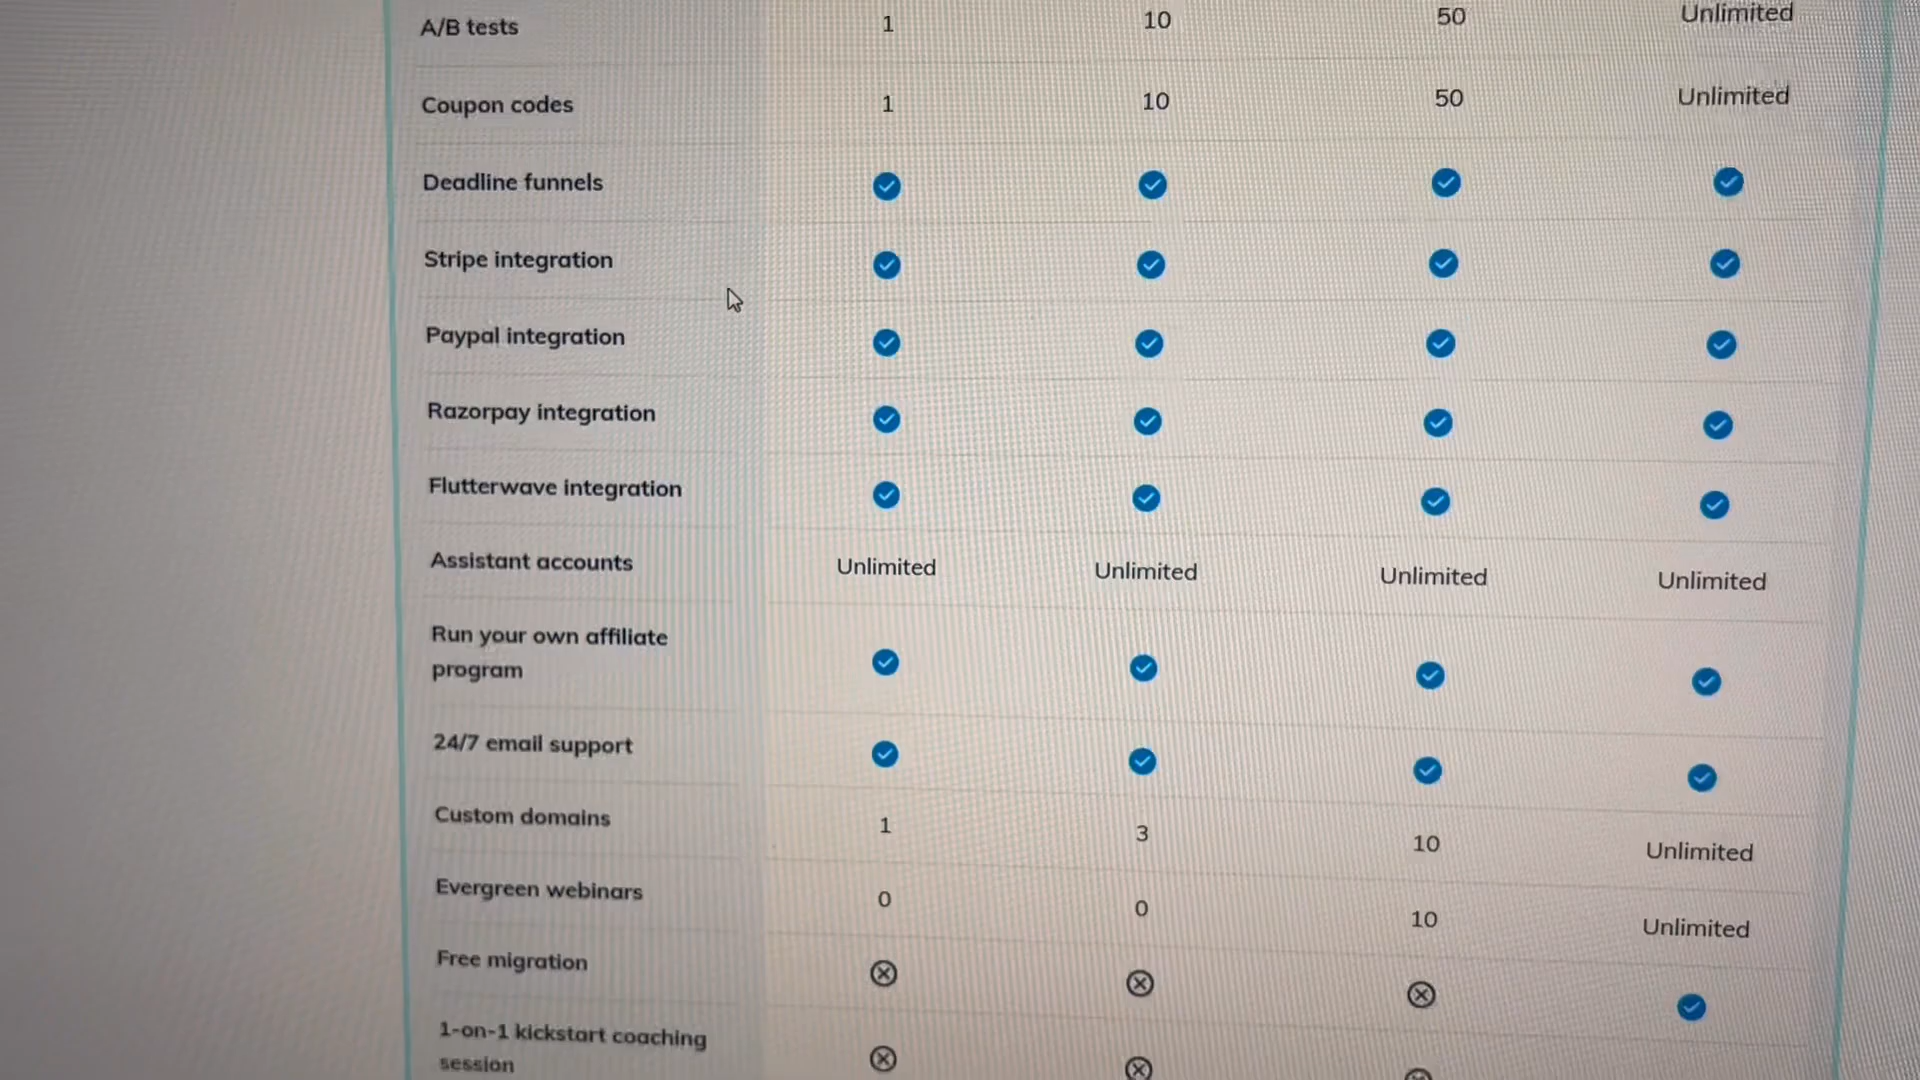 A/B tests 1 10 50 Unlimited
Coupon codes 1 10 50 Unlimited
Deadline funnels
Stripe integration
Paypal integration
Razorpay integration
Flutterwave integration
Assistant accounts Unlimited Unlimited Unlimited Unlimited
Run your own affiliate
program
24/7 email support
Custom domains 1 3 10 Unlimited
Evergreen webinars 0 0 10 Unlimited
Free migration
1-on-1 kickstart coaching
session